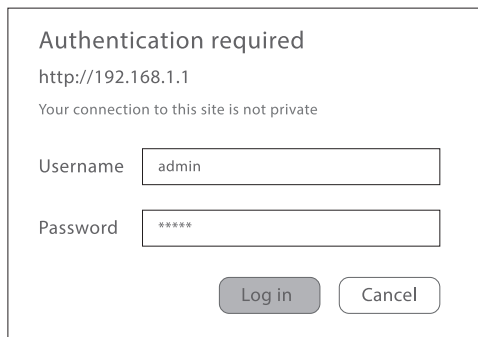 Authentication required
http://192.168.1.1
Your connection to this site is not private
Username admin
Password *****
Log in Cancel